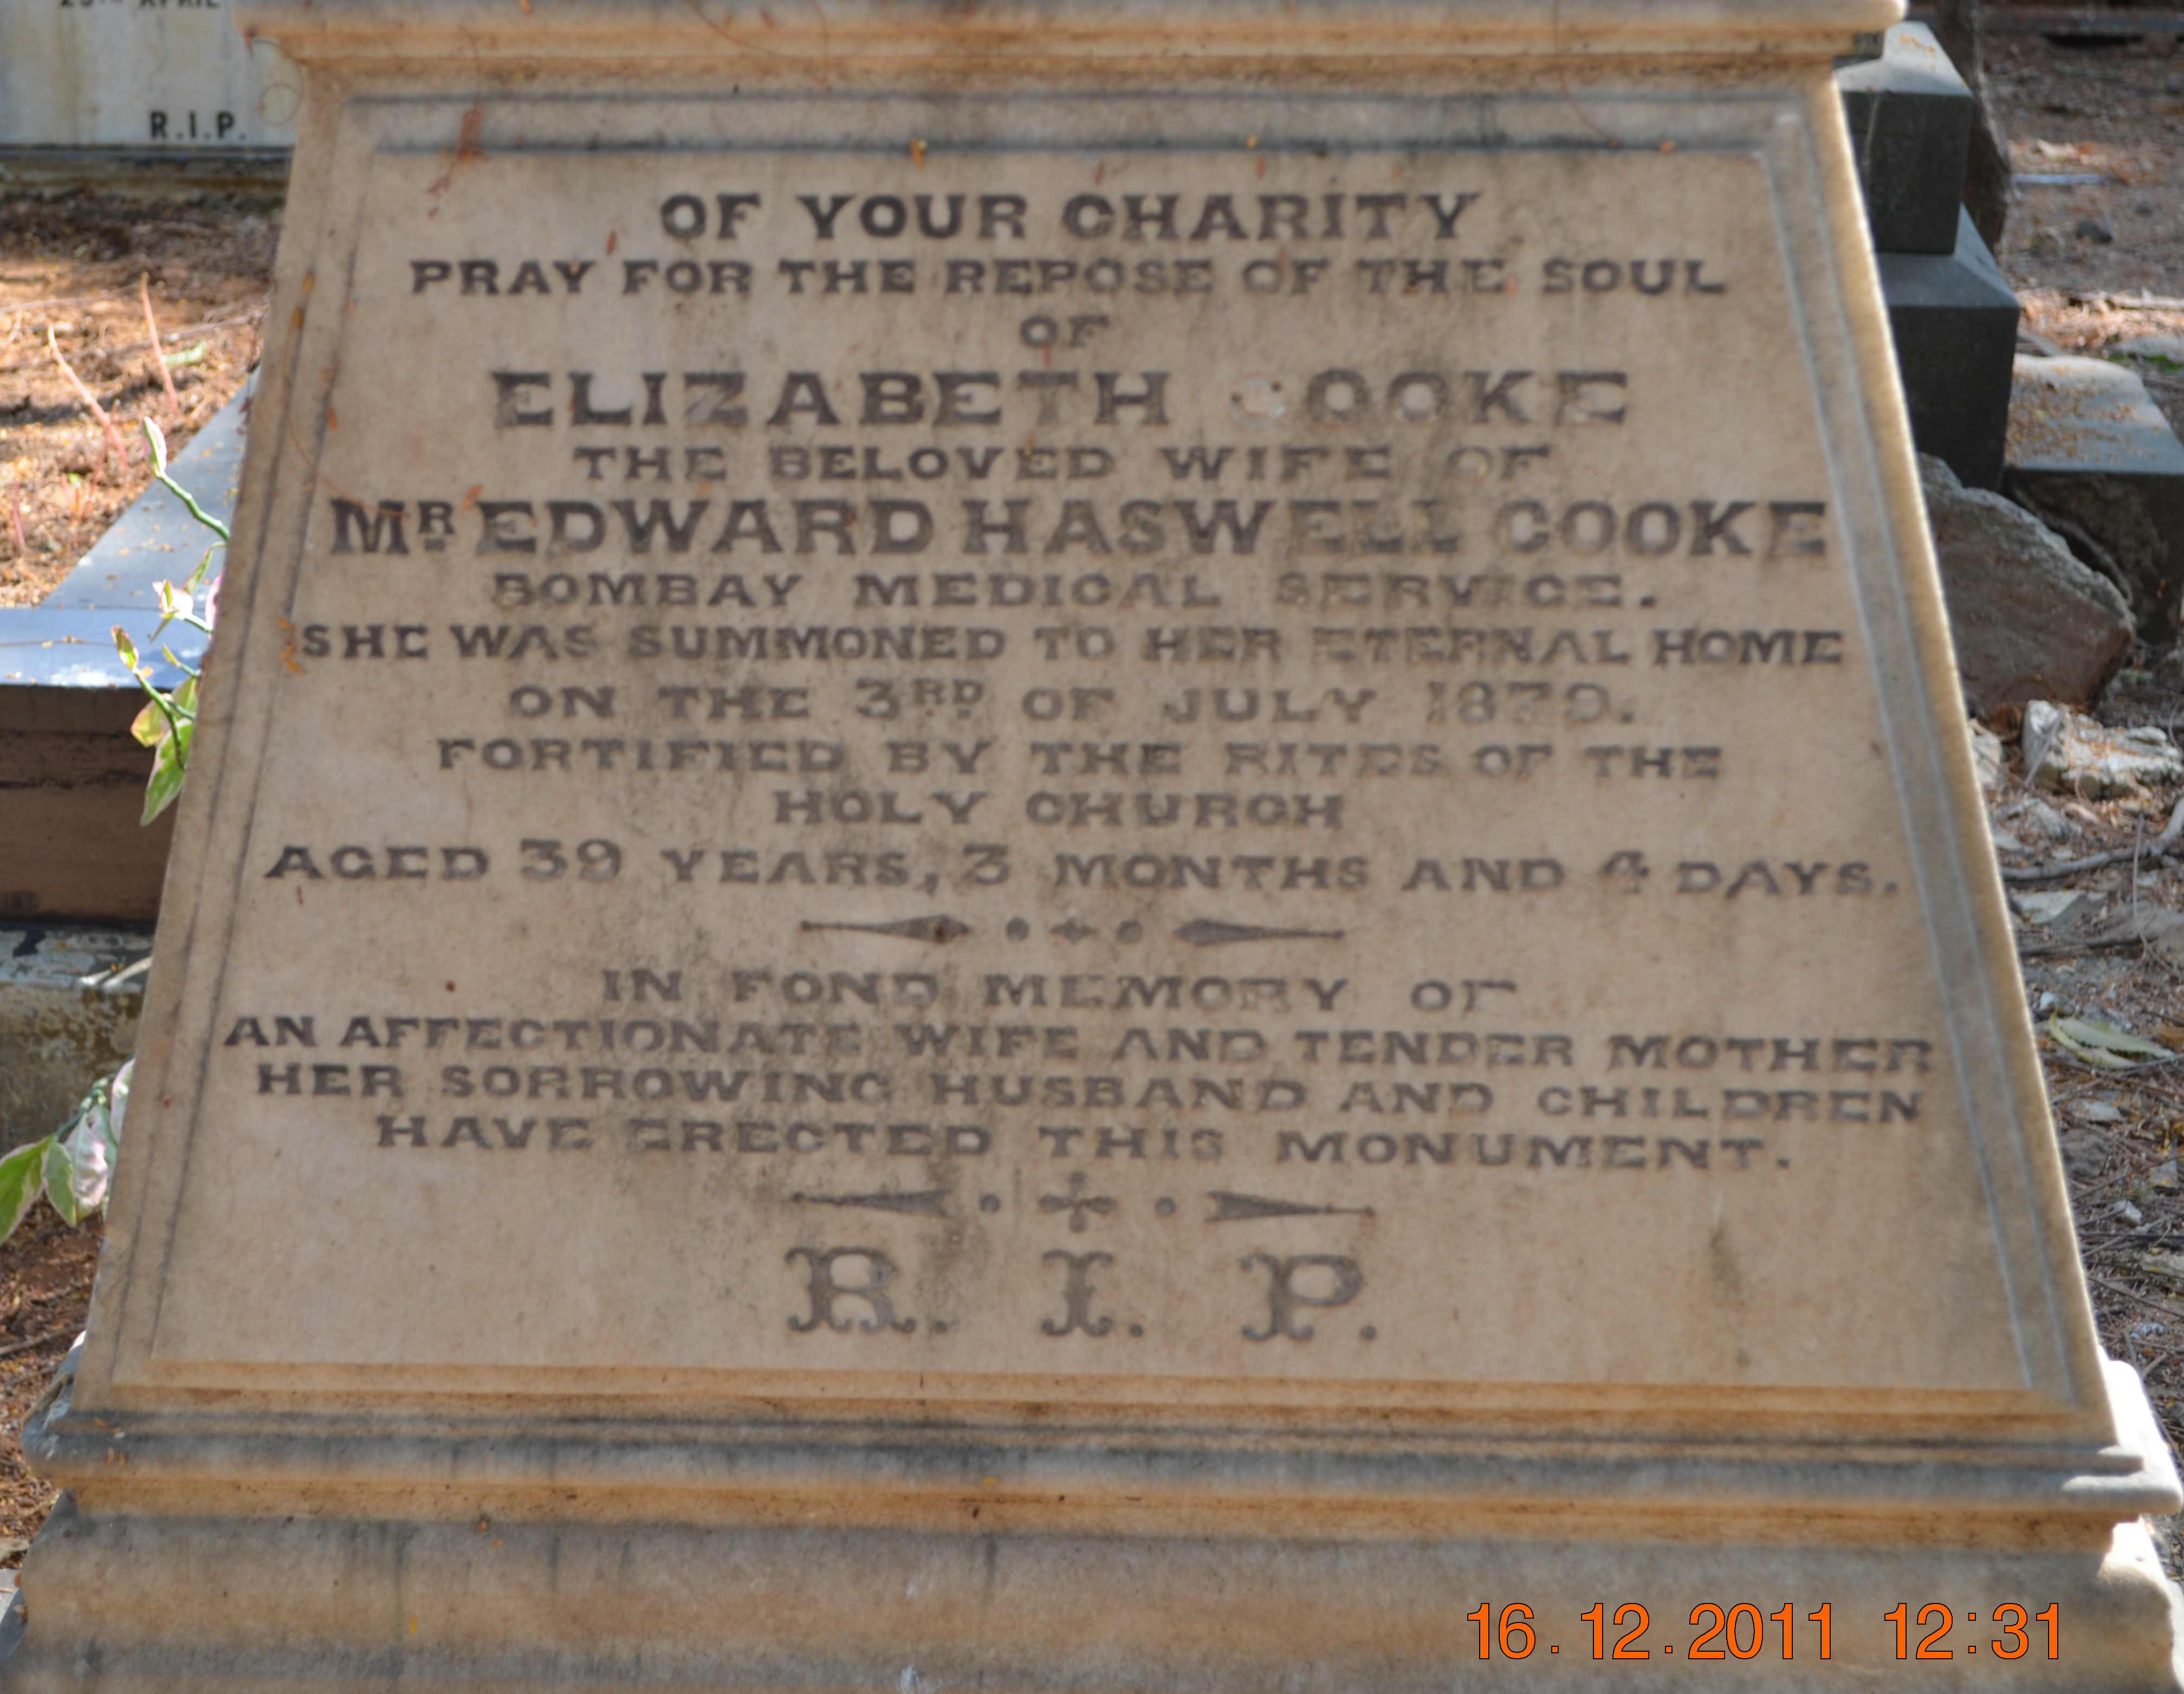 25TH APRIL
R.I.P.
OF YOUR CHARITY
PRAY FOR THE REPOSE OF THE SOUL
OF
ELIZABETH COOKE
THE BELOVED WIFE OF
MR. EDWARD HASWELL COOKE
BOMBAY MEDICAL SERVICE.
SHE WAS SUMMONED TO HER ETERNAL HOME
ON THE 3RD OF JULY 1879.
FORTIFIED BY THE RITES OF THE
HOLY CHURCH
AGED 39 YEARS, 3 MONTHS AND 4 DAYS.
IN FOND MEMORY OF
AN AFFECTIONATE WIFE AND TENDER MOTHER
HER SORROWING HUSBAND AND CHILDREN
HAVE ERECTED THIS MONUMENT.
R. I. P.
16.12.2011 12:31